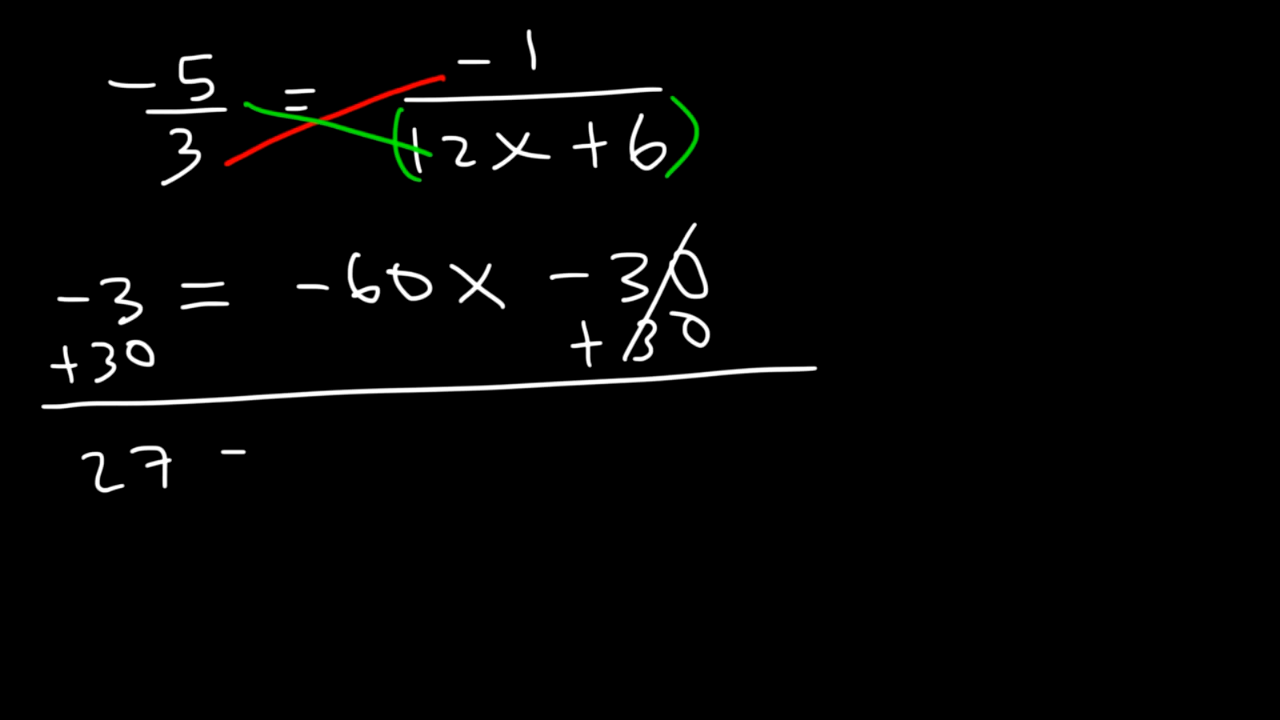 -5 = -1
3 (12x + 6)
-3 = -60x - 30
+30 + 30
27 -